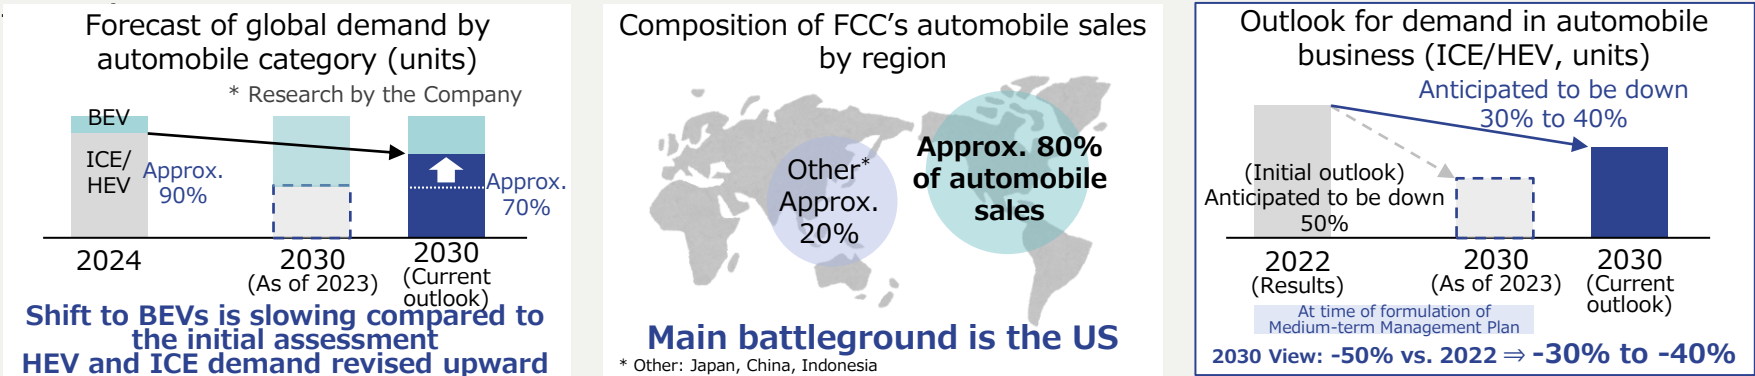 Forecast of global demand by
automobile category (units)
* Research by the Company
BEV
ICE/
HEV
Approx.
90%
Approx.
70%
2024
2030
(As of 2023)
2030
(Current
outlook)
Shift to BEVs is slowing compared to
the initial assessment
HEV and ICE demand revised upward
Composition of FCC's automobile sales
by region
Other*
Approx.
20%
Approx. 80%
of automobile
sales
Main battleground is the US
* Other: Japan, China, Indonesia
Outlook for demand in automobile
business (ICE/HEV, units)
Anticipated to be down
30% to 40%
(Initial outlook)
Anticipated to be down
50%
2022
(Results)
2030
(As of 2023)
2030
(Current
outlook)
At time of formulation of
Medium-term Management Plan
2030 View: -50% vs. 2022 ⇒ -30% to -40%